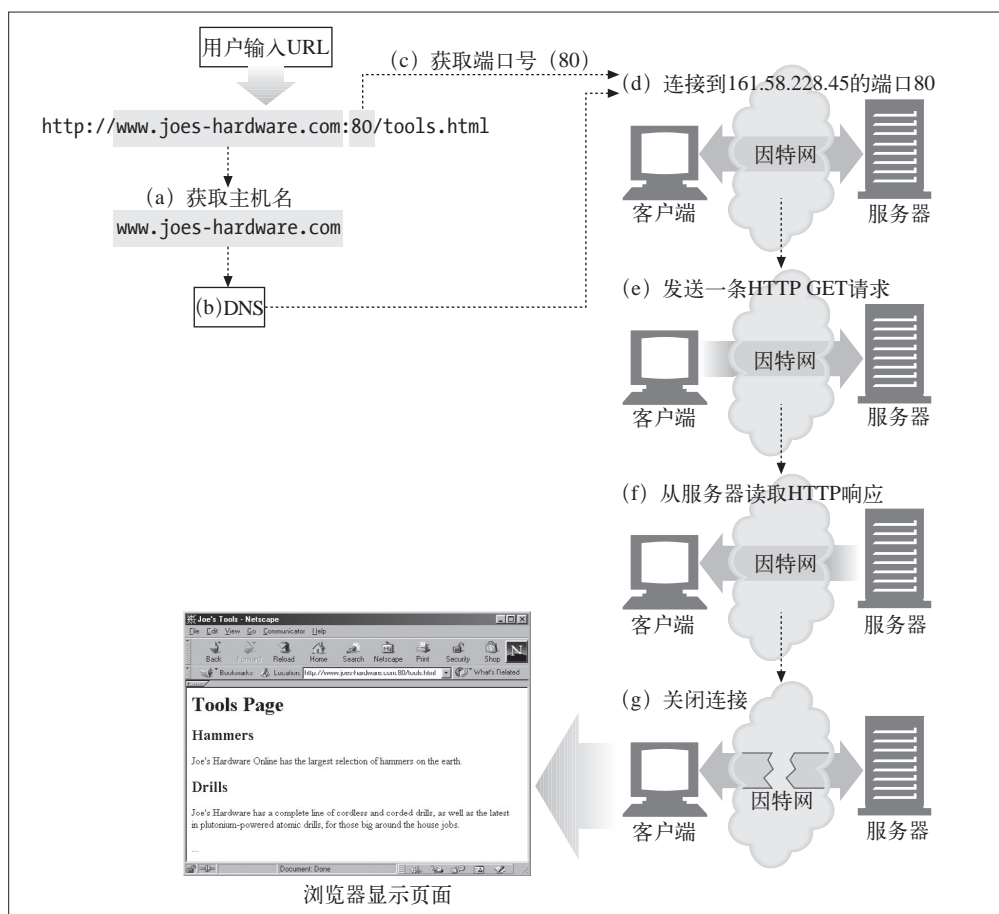 用户输入URL
(c) 获取端口号（80）
http://www.joes-hardware.com:80/tools.html
(a) 获取主机名
www.joes-hardware.com
(b)DNS
(d) 连接到161.58.228.45的端口80
因特网
客户端
服务器
(e) 发送一条HTTP GET请求
因特网
客户端
服务器
(f) 从服务器读取HTTP响应
因特网
客户端
服务器
(g) 关闭连接
因特网
客户端
服务器
Joe's Tools - Netscape
File Edit View Go Communicator Help
Back Forward Reload Home Search Netscape Print Security Shop N
Bookmarks Location: http://www.joes-hardware.com:80/tools.html What's Related
Tools Page
Hammers
Joe's Hardware Online has the largest selection of hammers on the earth.
Drills
Joe's Hardware has a complete line of cordless and corded drills, as well as the latest
in plutonium-powered atomic drills, for those big around the house jobs.
...
Document: Done
浏览器显示页面